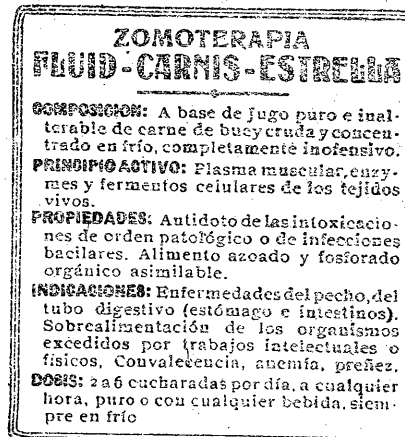 ZOMOTERAPIA
FLUID-CARNIS-ESTRELLA
COMPOSICION: A base de jugo puro e inal-
terable de carne de buey cruda y concen-
trado en frío, completamente inofensivo.
PRINCIPIO ACTIVO: Plasma muscular, enzy-
mes y fermentos celulares de los tejidos
vivos.
PROPIEDADES: Antidoto de las intoxicacio-
nes de orden patológico o de infecciones
bacilares. Alimento azoado y fosforado
orgánico asimilable.
INDICACIONES: Enfermedades del pecho, del
tubo digestivo (estómago e intestinos).
Sobrealimentación de los organismos
excedidos por trabajos intelectuales o
físicos. Convalecencia, anemia, preñez.
DOSIS: 2 a 6 cucharadas por día, a cualquier
hora, puro o con cualquier bebida, siem-
pre en frío